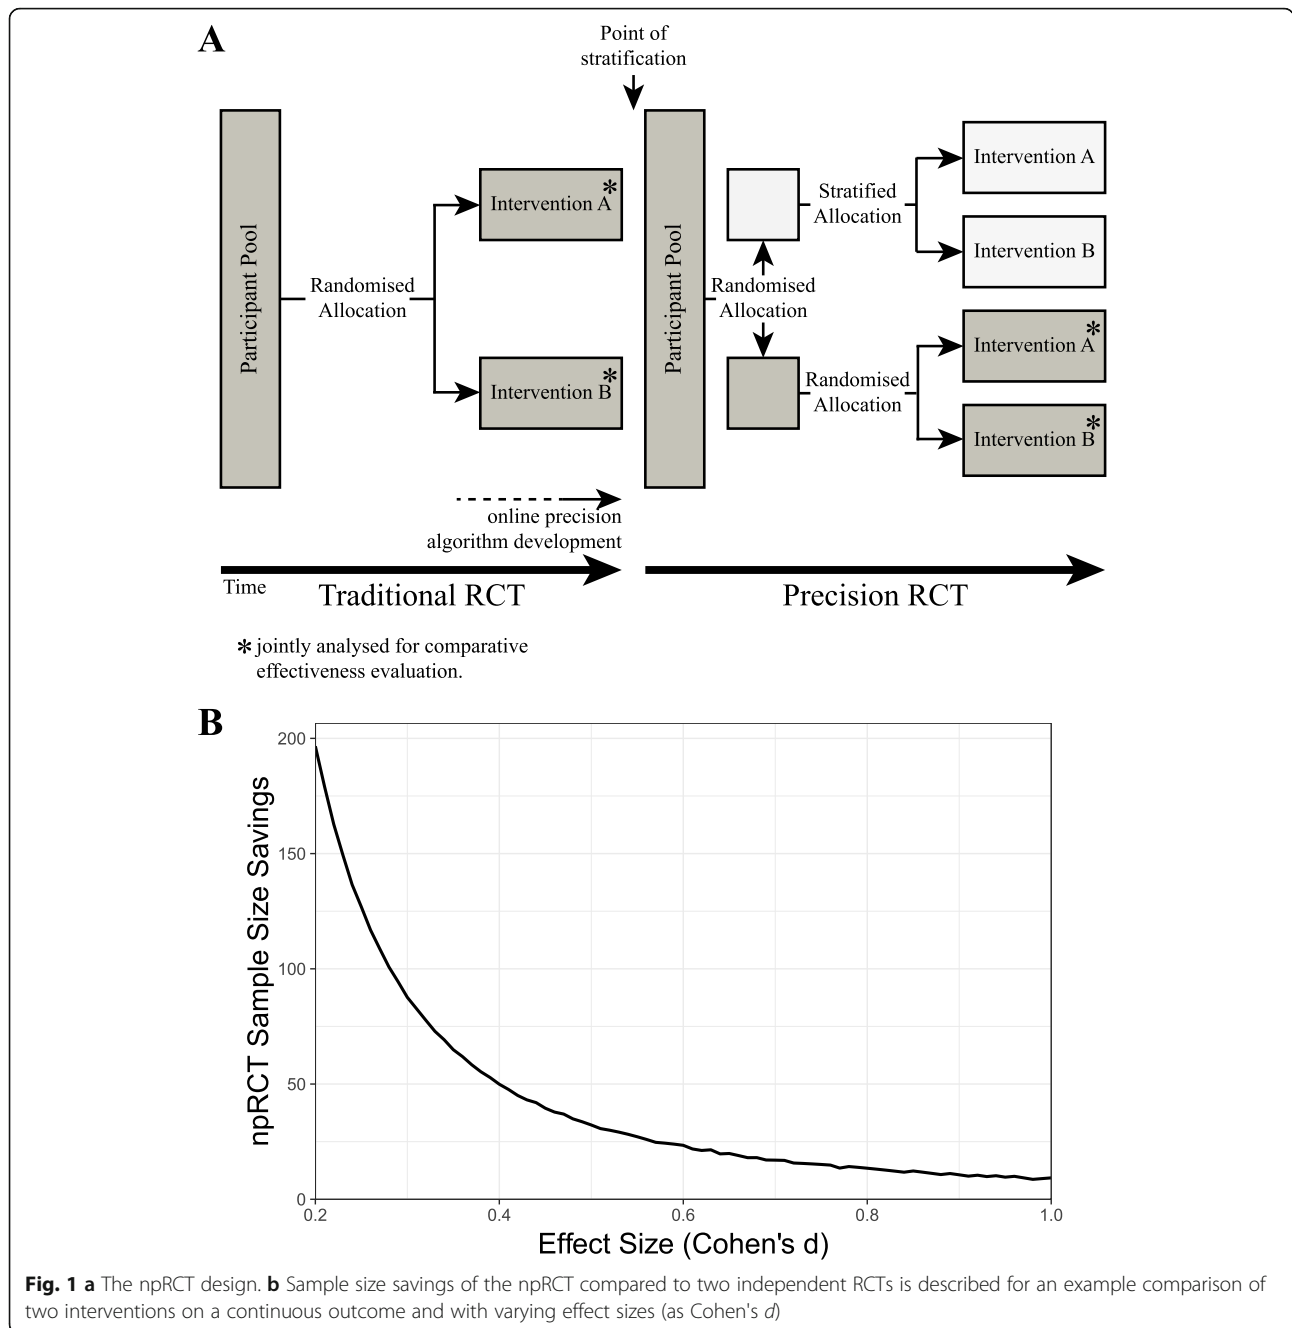 A
Point of
stratification
Participant Pool
Randomised
Allocation
Intervention A*
Intervention B*
online precision
algorithm development
Participant Pool
Randomised
Allocation
Stratified
Allocation
Randomised
Allocation
Intervention A
Intervention B
Intervention A*
Intervention B*
Time
Traditional RCT
Precision RCT
* jointly analysed for comparative
effectiveness evaluation.
B
npRCT Sample Size Savings
200
150
100
50
0
0.2
0.4
0.6
0.8
1.0
Effect Size (Cohen's d)
Fig. 1 a The npRCT design. b Sample size savings of the npRCT compared to two independent RCTs is described for an example comparison of
two interventions on a continuous outcome and with varying effect sizes (as Cohen's d)